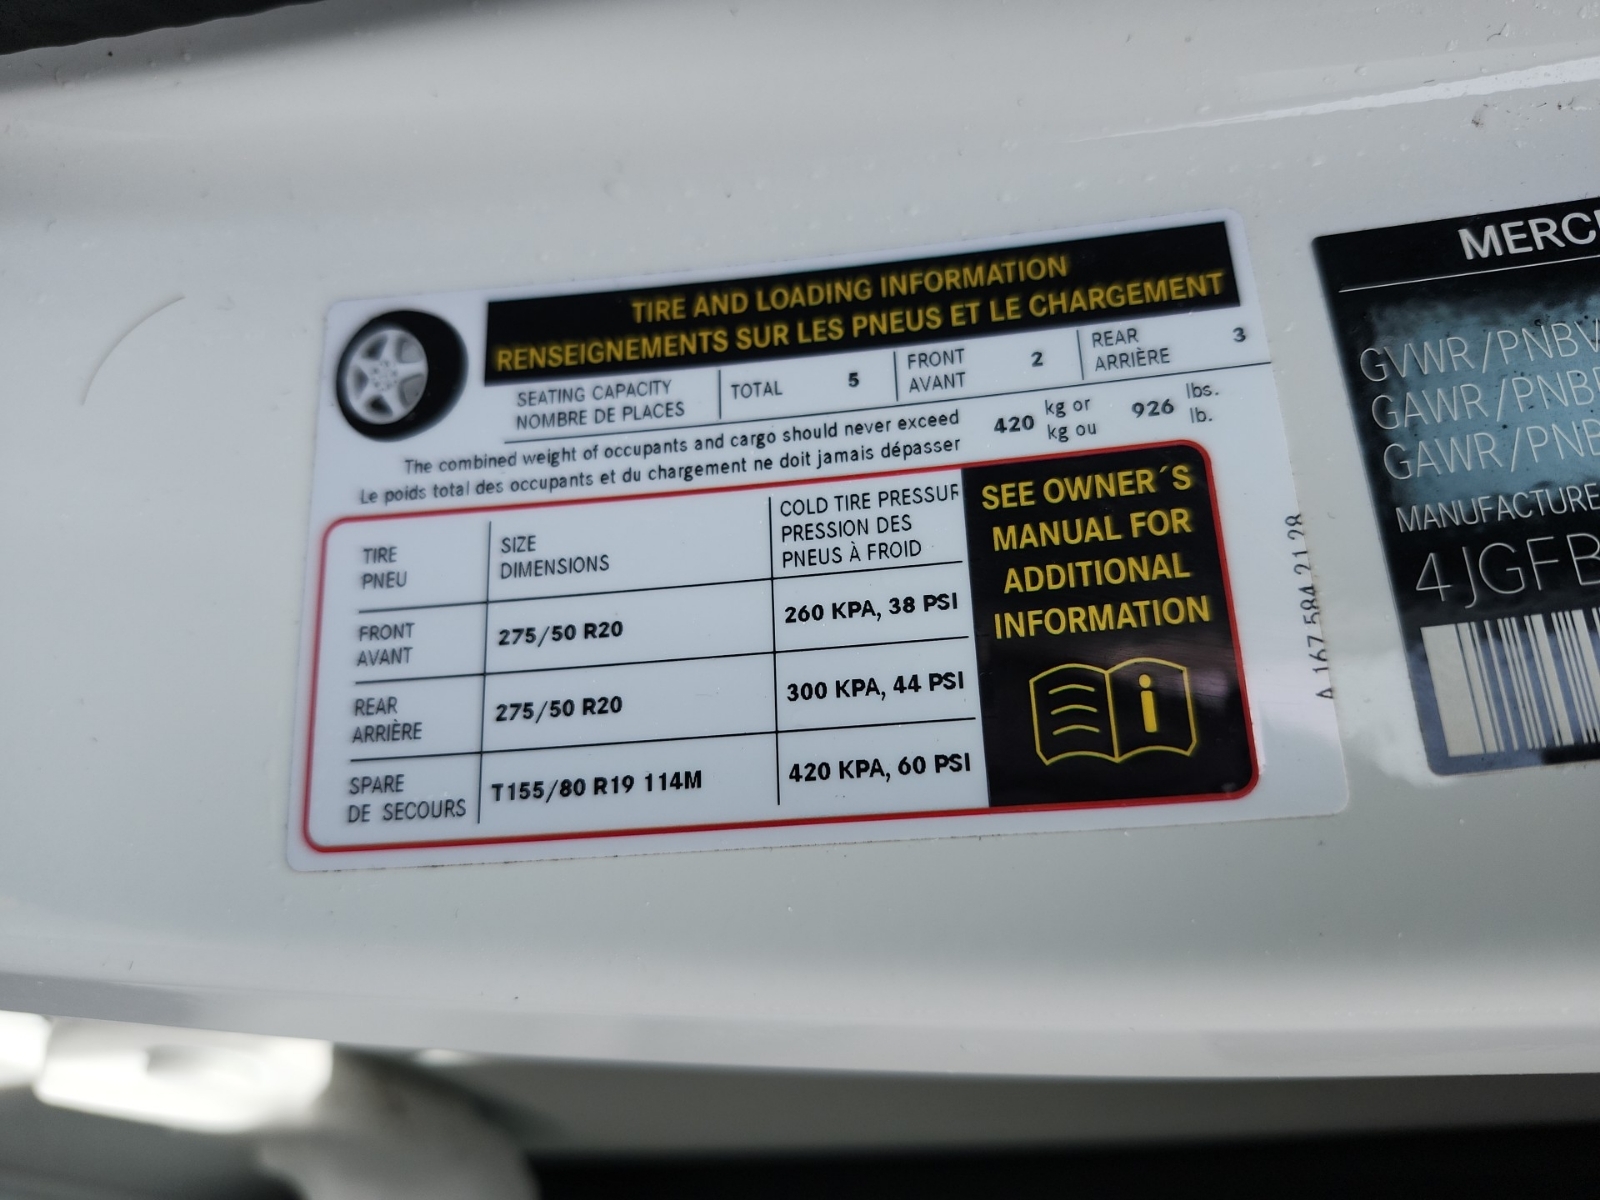 TIRE AND LOADING INFORMATION
RENSEIGNEMENTS SUR LES PNEUS ET LE CHARGEMENT
SEATING CAPACITY
NOMBRE DE PLACES
TOTAL 5
FRONT
AVANT
2
REAR
ARRIÈRE
3
The combined weight of occupants and cargo should never exceed
Le poids total des occupants et du chargement ne doit jamais dépasser
420
kg or
kg ou
926
lbs.
lb.
TIRE
PNEU
SIZE
DIMENSIONS
COLD TIRE PRESSUR
PRESSION DES
PNEUS À FROID
FRONT
AVANT
275/50 R20
260 KPA, 38 PSI
REAR
ARRIÈRE
275/50 R20
300 KPA, 44 PSI
SPARE
DE SECOURS
T155/80 R19 114M
420 KPA, 60 PSI
SEE OWNER´S
MANUAL FOR
ADDITIONAL
INFORMATION
i
A 167 584 21 28
MERC
GVWR/PNBV
GAWR/PNB
GAWR/PNB
MANUFACTURE
4JGFB